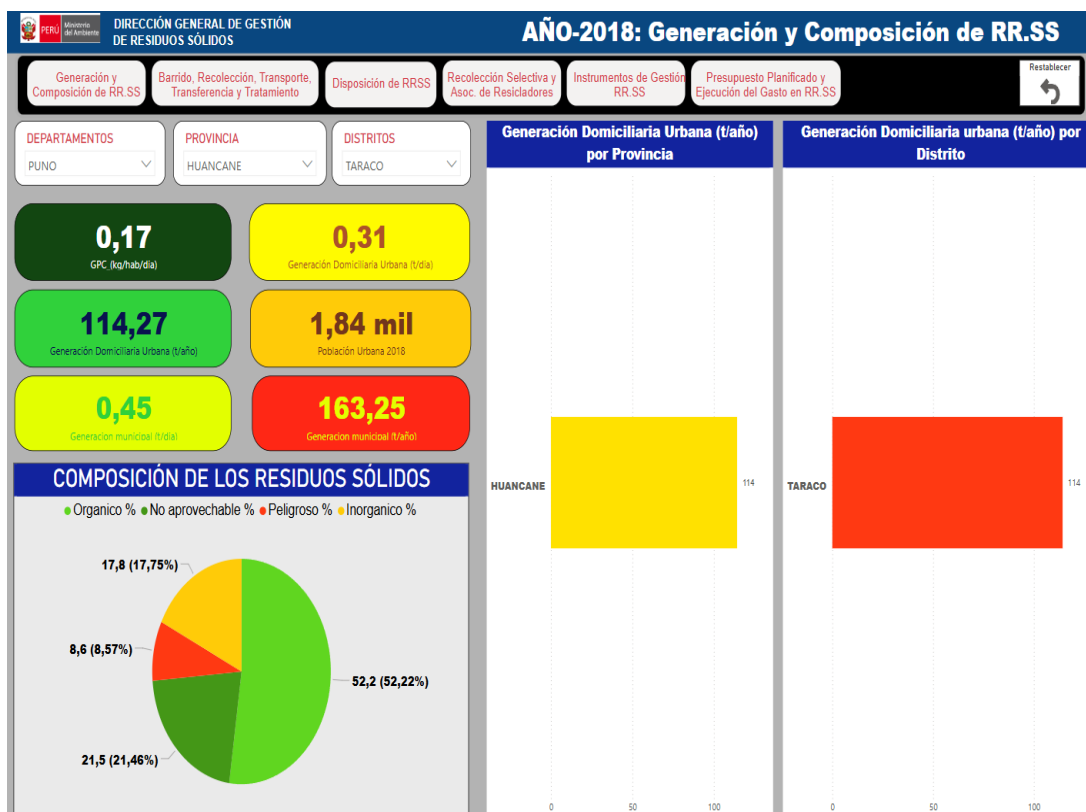 PERÚ
Ministerio
del Ambiente
DIRECCIÓN GENERAL DE GESTIÓN
DE RESIDUOS SÓLIDOS
AÑO-2018: Generación y Composición de RR.SS
Generación y
Composición de RR.SS
Barrido, Recolección, Transporte,
Transferencia y Tratamiento
Disposición de RRSS
Recolección Selectiva y
Asoc. de Resicladores
Instrumentos de Gestión
RR.SS
Presupuesto Planificado y
Ejecución del Gasto en RR.SS
Restablecer
DEPARTAMENTOS
PUNO
PROVINCIA
HUANCANE
DISTRITOS
TARACO
0,17
GPC_(kg/hab/dia)
0,31
Generación Domiciliaria Urbana (t/dia)
114,27
Generación Domiciliaria Urbana (t/año)
1,84 mil
Población Urbana 2018
0,45
Generacion municipal (t/dia)
163,25
Generacion municipal (t/año)
COMPOSICIÓN DE LOS RESIDUOS SÓLIDOS
Organico % No aprovechable % Peligroso % Inorganico %
17,8 (17,75%)
8,6 (8,57%)
52,2 (52,22%)
21,5 (21,46%)
Generación Domiciliaria Urbana (t/año)
por Provincia
HUANCANE
114
0 50 100
Generación Domiciliaria urbana (t/año) por
Distrito
TARACO
114
0 50 100